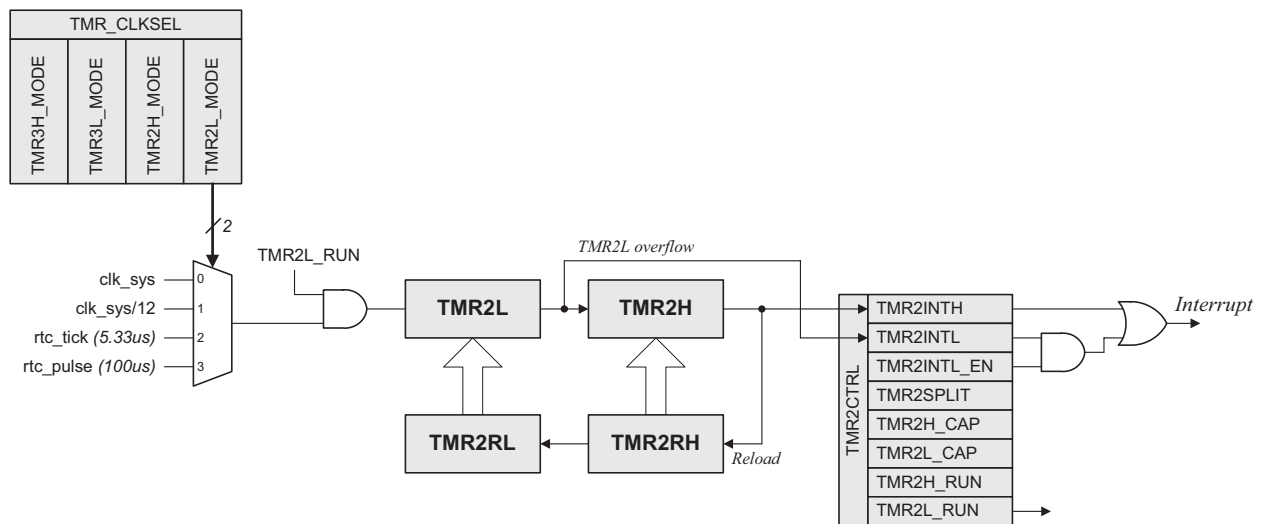 TMR_CLKSEL
TMR3H_MODE
TMR3L_MODE
TMR2H_MODE
TMR2L_MODE
2
TMR2L_RUN
clk_sys
0
clk_sys/12
1
rtc_tick (5.33us)
2
rtc_pulse (100us)
3
TMR2L overflow
TMR2L
TMR2H
TMR2RL
TMR2RH
Reload
TMR2CTRL
TMR2INTH
TMR2INTL
TMR2INTL_EN
TMR2SPLIT
TMR2H_CAP
TMR2L_CAP
TMR2H_RUN
TMR2L_RUN
Interrupt